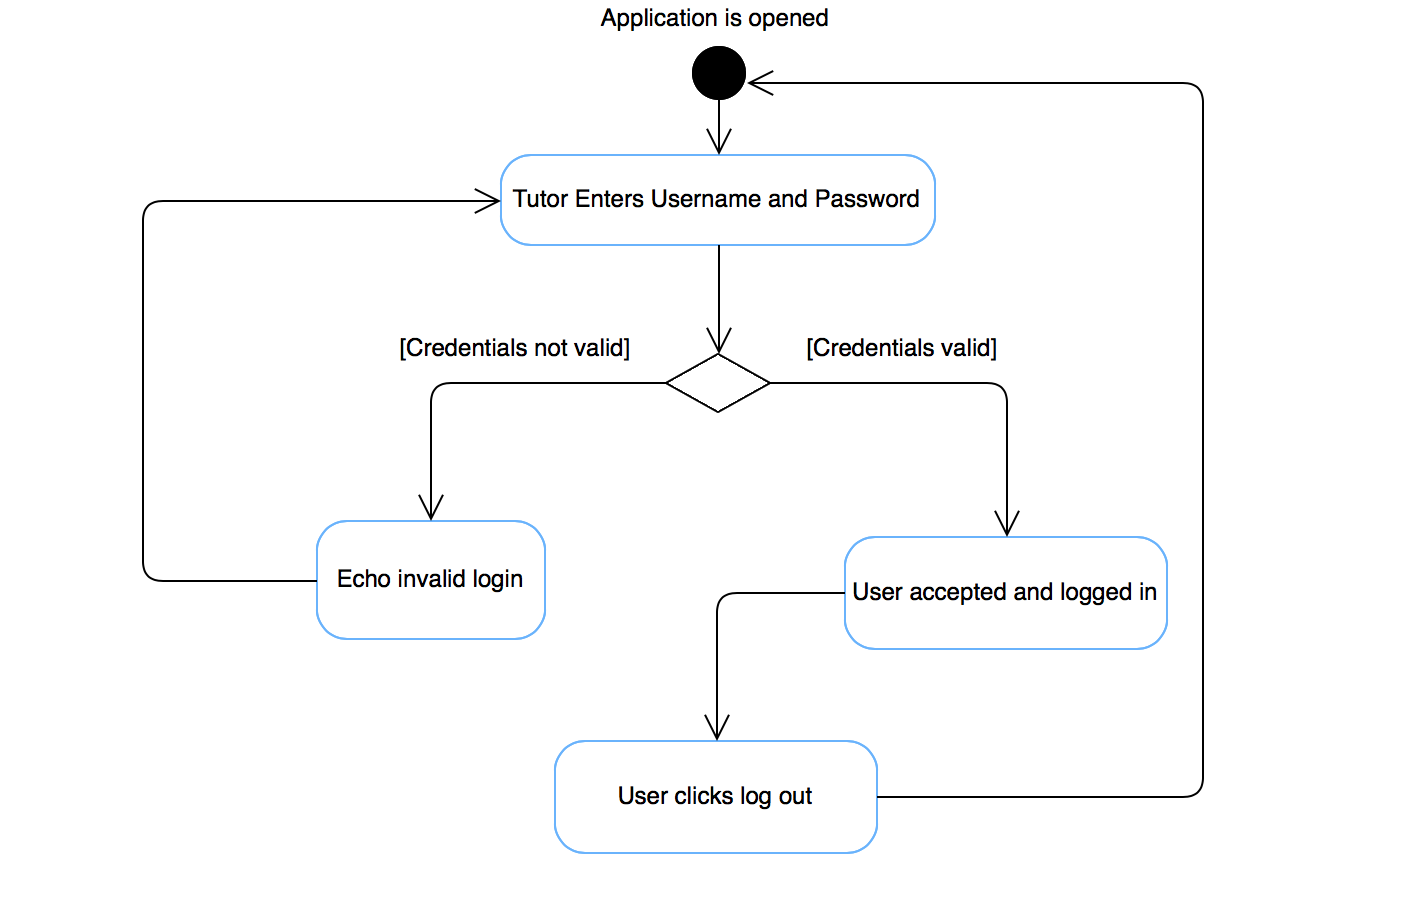 Application is opened
Tutor Enters Username and Password
[Credentials not valid]
[Credentials valid]
Echo invalid login
User accepted and logged in
User clicks log out